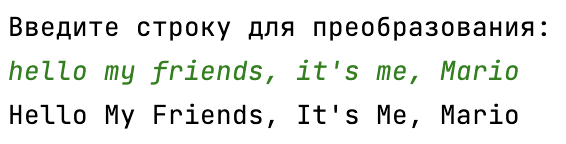 Введите строку для преобразования:
hello my friends, it's me, Mario
Hello My Friends, It's Me, Mario